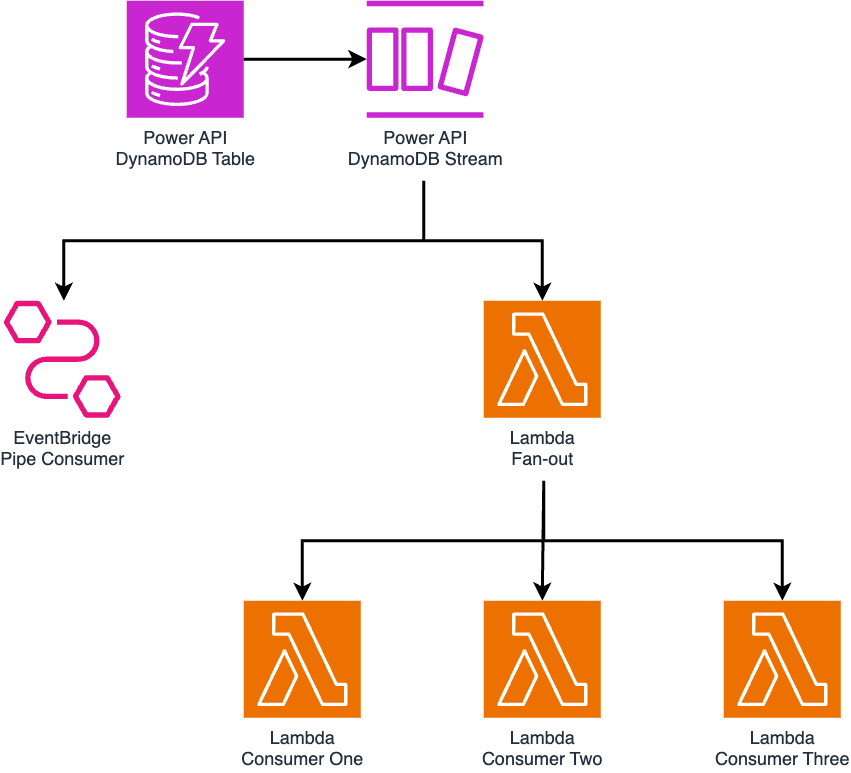 Power API
DynamoDB Table
Power API
DynamoDB Stream
EventBridge
Pipe Consumer
Lambda
Fan-out
Lambda
Consumer One
Lambda
Consumer Two
Lambda
Consumer Three